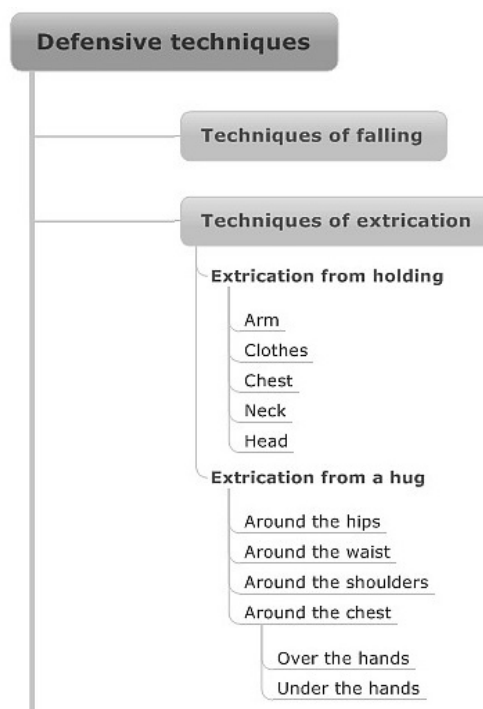 Defensive techniques
Techniques of falling
Techniques of extrication
Extrication from holding
Arm
Clothes
Chest
Neck
Head
Extrication from a hug
Around the hips
Around the waist
Around the shoulders
Around the chest
Over the hands
Under the hands